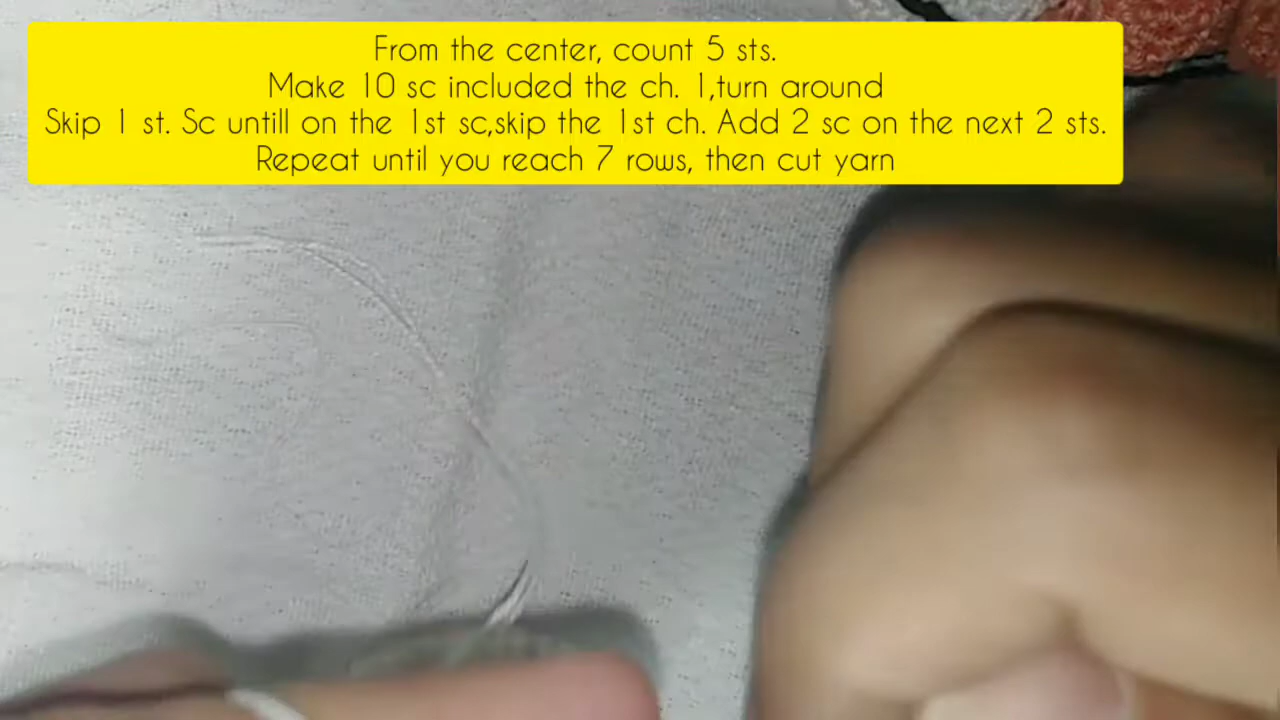 From the center, count 5 sts.
Make 10 sc included the ch. 1,turn around
Skip 1 st. Sc untill on the 1st sc,skip the 1st ch. Add 2 sc on the next 2 sts.
Repeat until you reach 7 rows, then cut yarn